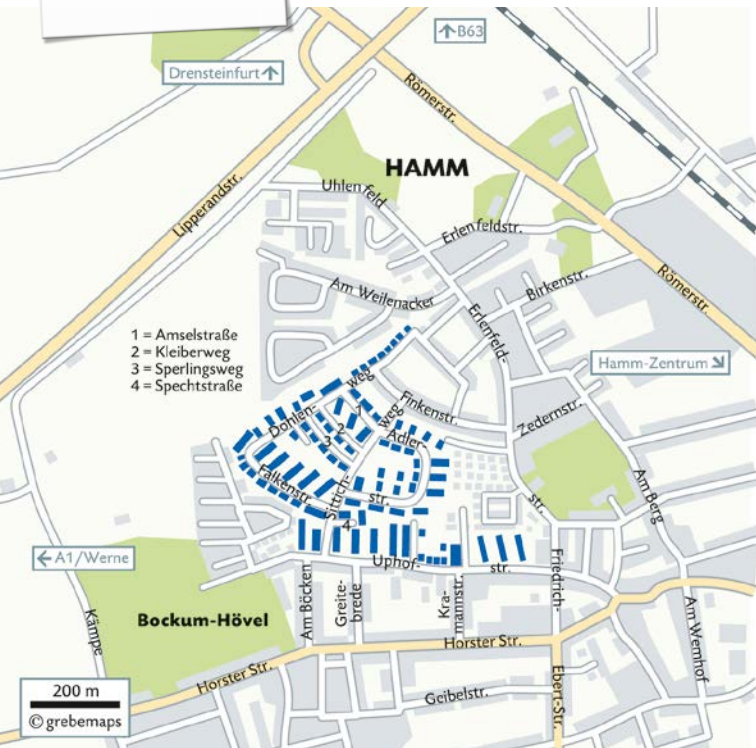 ↑B63
Drensteinfurt↑
Römerstr.
HAMM
Lipperandstr.
Uhlenfeld
Erlenfeldstr.
Am Weilenacker
Birkenstr.
Römerstr.
Erlenfeld-
str.
1 = Amselstraße
2 = Kleiberweg
3 = Sperlingsweg
4 = Spechtstraße
Hamm-Zentrum ↘
Dohlen-
weg
1
2
3
Finkenstr.
Zedernstr.
Adler-
weg
Falkenstr.
Sittich-
str.
4
Am Berg
←A1/Werne
Uphof-
str.
Friedrich-
Ebert-Str.
Am Böcken
Greite-
brede
Kra-
mannstr.
Am Wemhof
Kämpe
Bockum-Hövel
Horster Str.
Horster Str.
Geibelstr.
200 m
© grebemaps